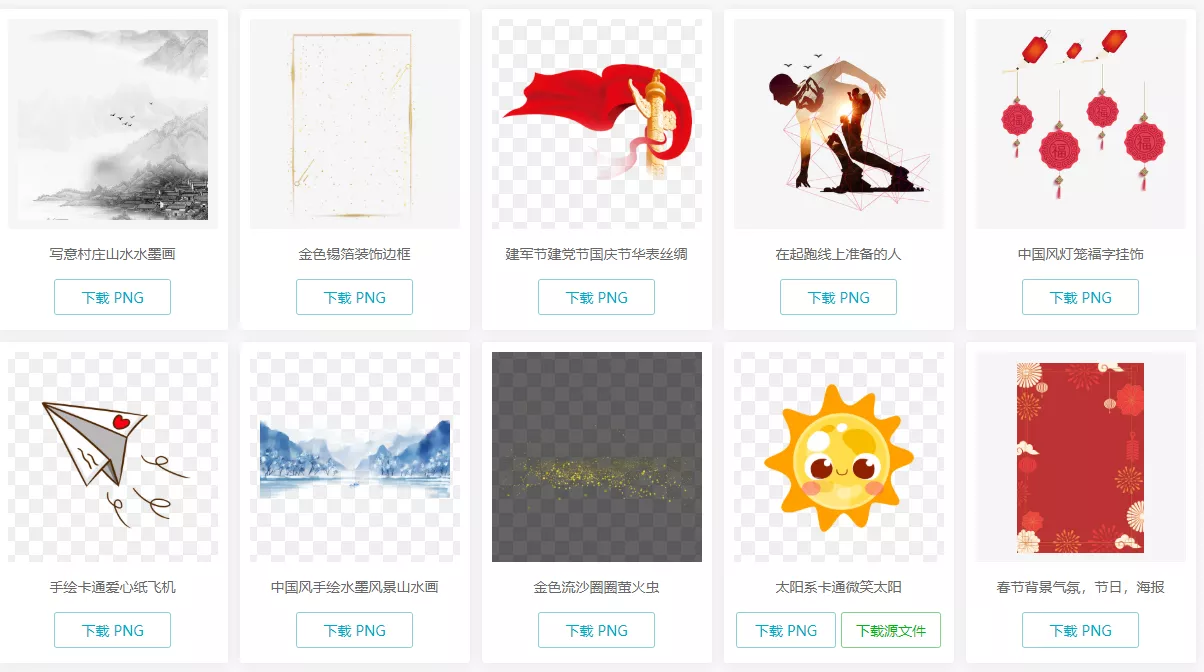 福
福
福
福
写意村庄山水水墨画
金色锡箔装饰边框
建军节建党节国庆节华表丝绸
在起跑线上准备的人
中国风灯笼福字挂饰
下载 PNG
下载 PNG
下载 PNG
下载 PNG
下载 PNG
手绘卡通爱心纸飞机
中国风手绘水墨风景山水画
金色流沙圈圈萤火虫
太阳系卡通微笑太阳
春节背景气氛，节日，海报
下载 PNG
下载 PNG
下载 PNG
下载 PNG
下载源文件
下载 PNG